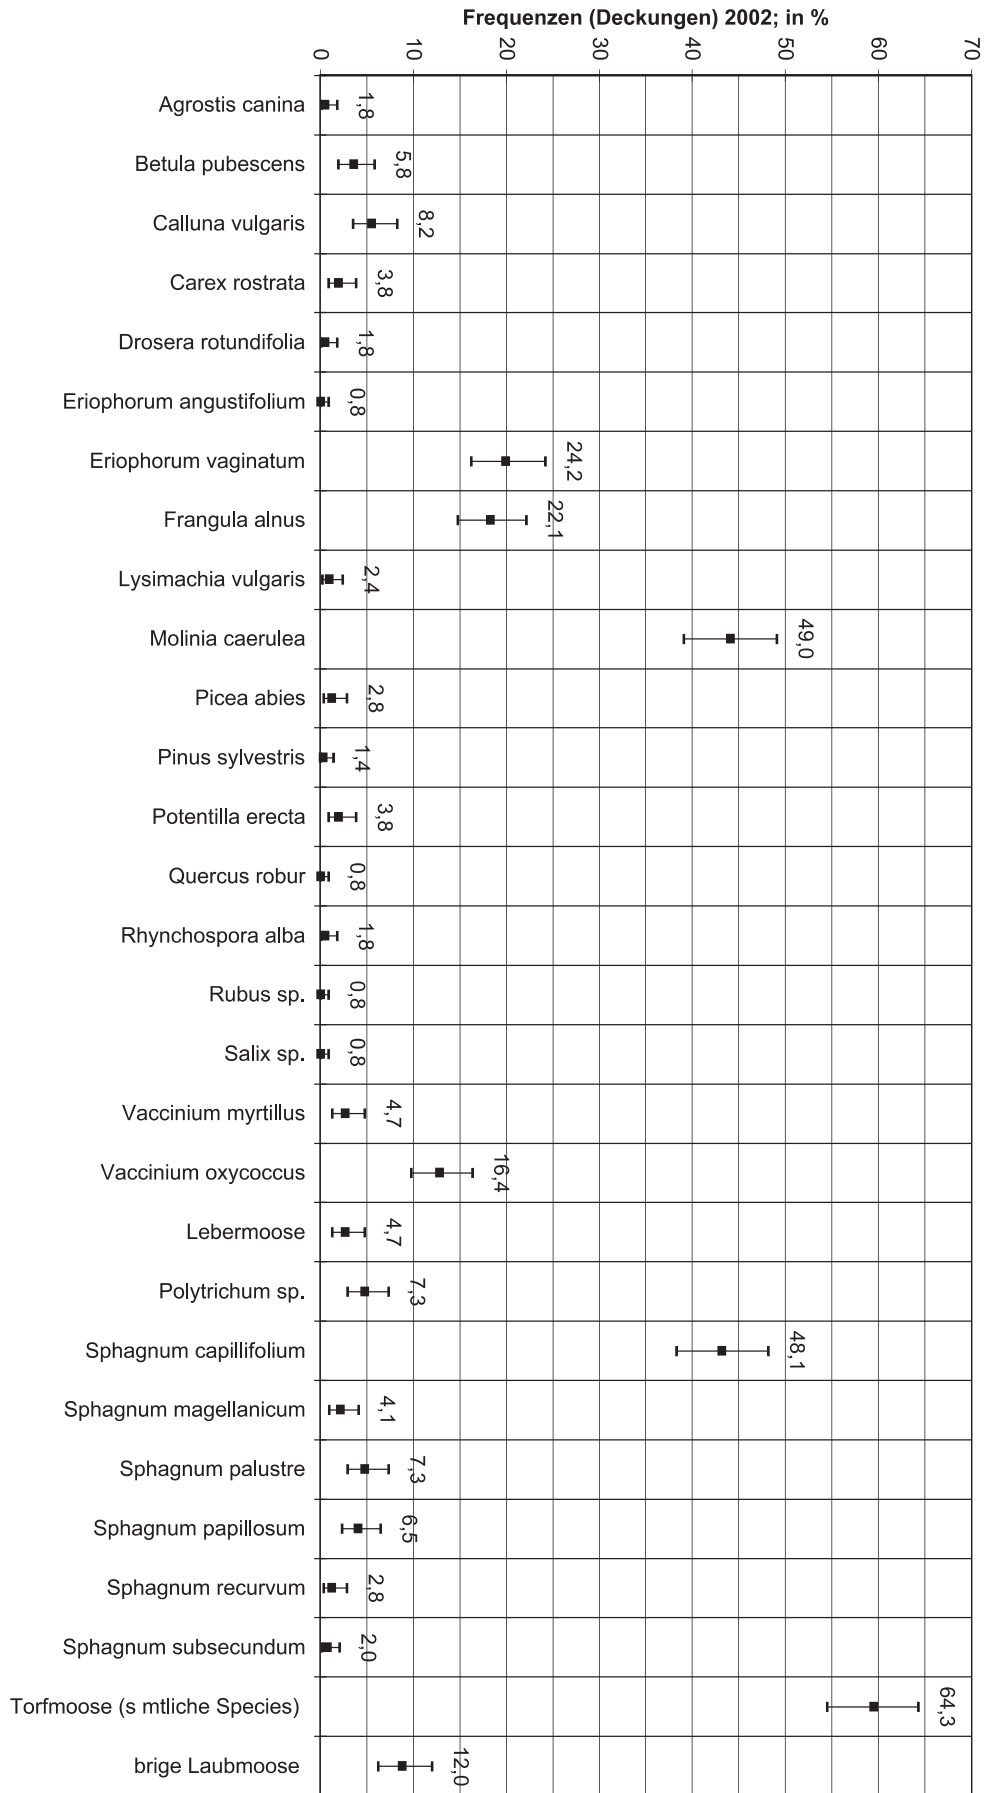 Frequenzen (Deckungen) 2002; in %
0 10 20 30 40 50 60 70
Agrostis canina 1,8
Betula pubescens 5,8
Calluna vulgaris 8,2
Carex rostrata 3,8
Drosera rotundifolia 1,8
Eriophorum angustifolium 0,8
Eriophorum vaginatum 24,2
Frangula alnus 22,1
Lysimachia vulgaris 2,4
Molinia caerulea 49,0
Picea abies 2,8
Pinus sylvestris 1,4
Potentilla erecta 3,8
Quercus robur 0,8
Rhynchospora alba 1,8
Rubus sp. 0,8
Salix sp. 0,8
Vaccinium myrtillus 4,7
Vaccinium oxycoccus 16,4
Lebermoose 4,7
Polytrichum sp. 7,3
Sphagnum capillifolium 48,1
Sphagnum magellanicum 4,1
Sphagnum palustre 7,3
Sphagnum papillosum 6,5
Sphagnum recurvum 2,8
Sphagnum subsecundum 2,0
Torfmoose (s mtliche Species) 64,3
brige Laubmoose 12,0